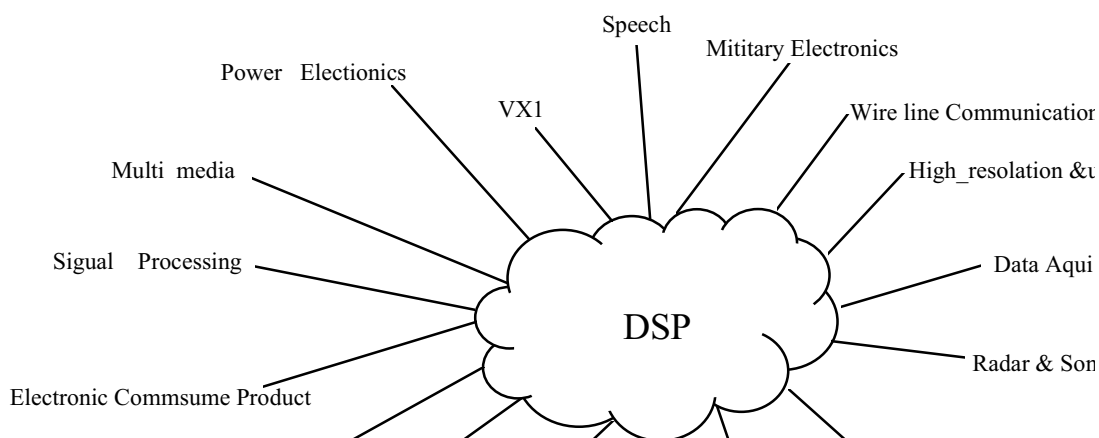 Speech
Mititary Electronics
Power Electionics
VX1
Wire line Communication
Multi media
High_resolation &u
Sigual Processing
Data Aqui
DSP
Radar & Son
Electronic Commsume Product